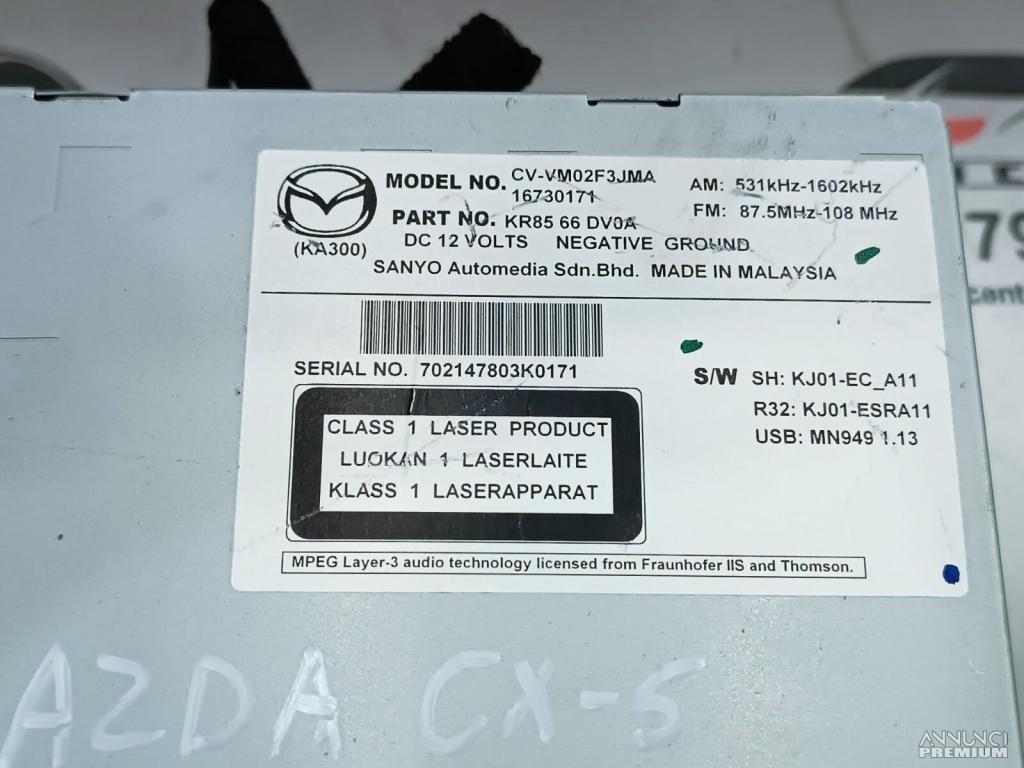 MODEL NO. CV-VM02F3JMA
16730171
PART NO. KR85 66 DV0A
(KA300)
DC 12 VOLTS NEGATIVE GROUND
SANYO Automedia Sdn.Bhd. MADE IN MALAYSIA
AM: 531kHz-1602kHz
FM: 87.5MHz-108 MHz
SERIAL NO. 702147803K0171
S/W SH: KJ01-EC_A11
R32: KJ01-ESRA11
USB: MN949 1.13
CLASS 1 LASER PRODUCT
LUOKAN 1 LASERLAITE
KLASS 1 LASERAPPARAT
MPEG Layer-3 audio technology licensed from Fraunhofer IIS and Thomson.
AZDA CX-5
79
ANNUNCI
PREMIUM